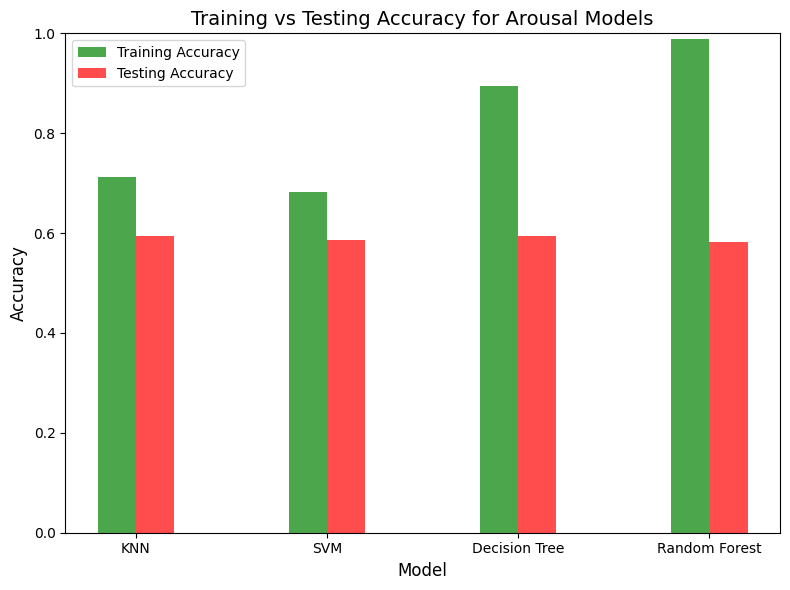 Training vs Testing Accuracy for Arousal Models
Training Accuracy
Testing Accuracy
1.0
0.8
0.6
0.4
0.2
0.0
Accuracy
KNN
SVM
Decision Tree
Random Forest
Model